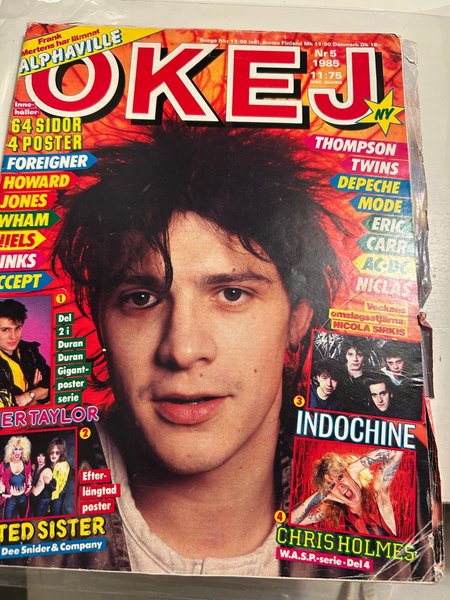 Frank
Mertens har lämnat
ALPHAVILLE
OKEJ
Norge Nkr 13:00 inkl. moms Finland Mk 11:00 Danmark Dk 16:-
Nr 5
1985
11:75
inkl. moms
NY
Inne-
håller:
64 SIDOR
4 POSTER
FOREIGNER
HOWARD
JONES
WHAM
NIELS
INKS
CCEPT
THOMPSON
TWINS
DEPECHE
MODE
ERIC
CARR
AC-DC
NICLAS
Veckans
omslagsstjärna:
NICOLA SIRKIS
1
Del
2 i
Duran
Duran
Gigant-
poster
serie
ER TAYLOR
2
Efter-
längtad
poster
TED SISTER
Dee Snider & Company
3
INDOCHINE
4
CHRIS HOLMES
W.A.S.P.-serie • Del 4